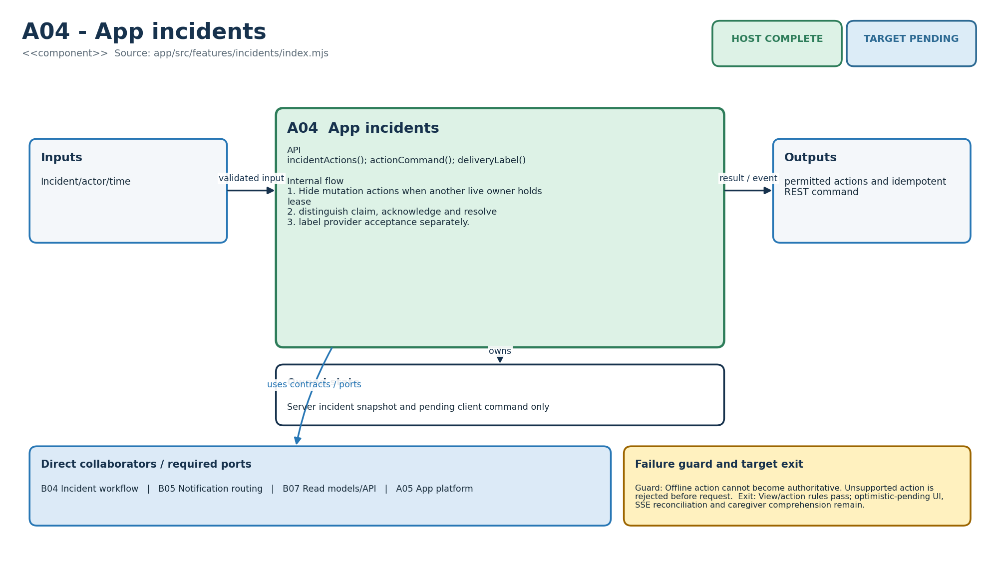 A04 - App incidents
<<component>>  Source: app/src/features/incidents/index.mjs
HOST COMPLETE
TARGET PENDING
Inputs
Incident/actor/time
validated input
A04  App incidents
API
incidentActions(); actionCommand(); deliveryLabel()
Internal flow
1. Hide mutation actions when another live owner holds
lease
2. distinguish claim, acknowledge and resolve
3. label provider acceptance separately.
result / event
Outputs
permitted actions and idempotent
REST command
owns
uses contracts / ports
Server incident snapshot and pending client command only
Direct collaborators / required ports
B04 Incident workflow   |   B05 Notification routing   |   B07 Read models/API   |   A05 App platform
Failure guard and target exit
Guard: Offline action cannot become authoritative. Unsupported action is
rejected before request.  Exit: View/action rules pass; optimistic-pending UI,
SSE reconciliation and caregiver comprehension remain.